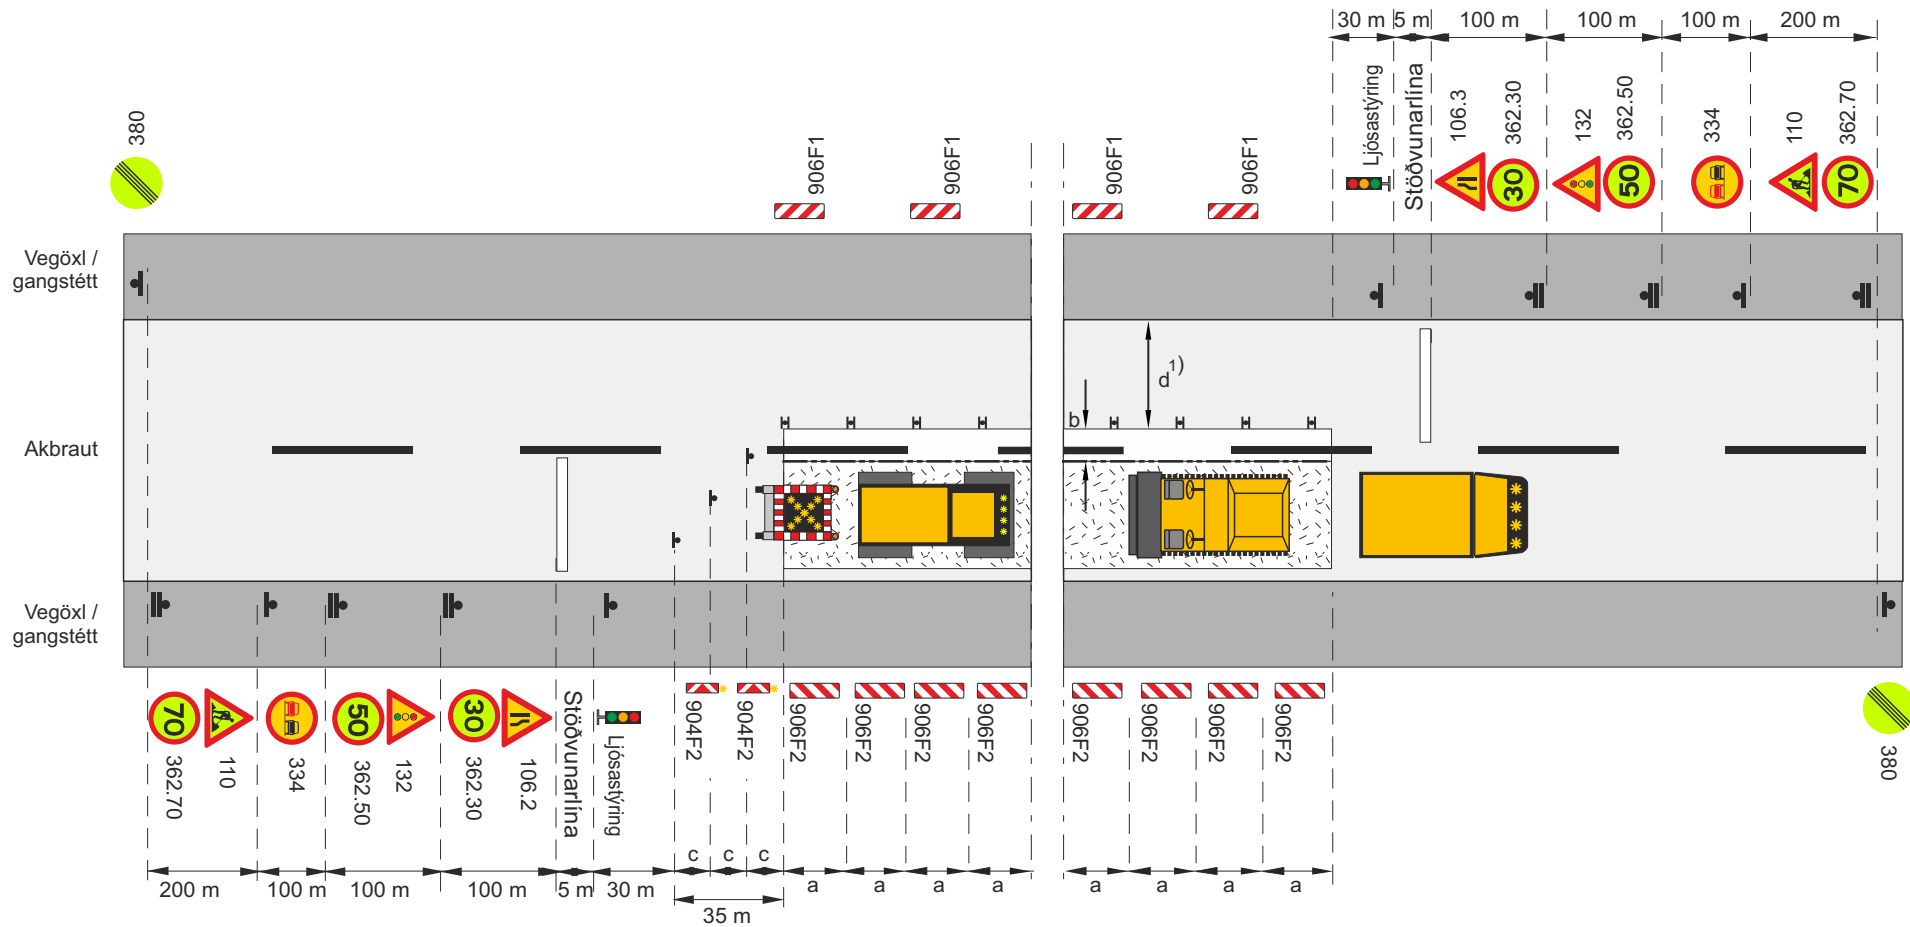 30 m
5 m
100 m
100 m
100 m
200 m
380
906F1
906F1
906F1
906F1
Ljósastýring
Stöðvunarlína
106.3
362.30
132
362.50
334
110
362.70
30
50
70
Vegöxl /
gangstétt
d1)
b
Akbraut
Vegöxl /
gangstétt
70
50
30
362.70
110
334
362.50
132
362.30
106.2
Stöðvunarlína
Ljósastýring
904F2
904F2
906F2
906F2
906F2
906F2
906F2
906F2
906F2
906F2
380
200 m
100 m
100 m
100 m
5 m
30 m
c
c
c
a
a
a
a
a
a
a
a
35 m